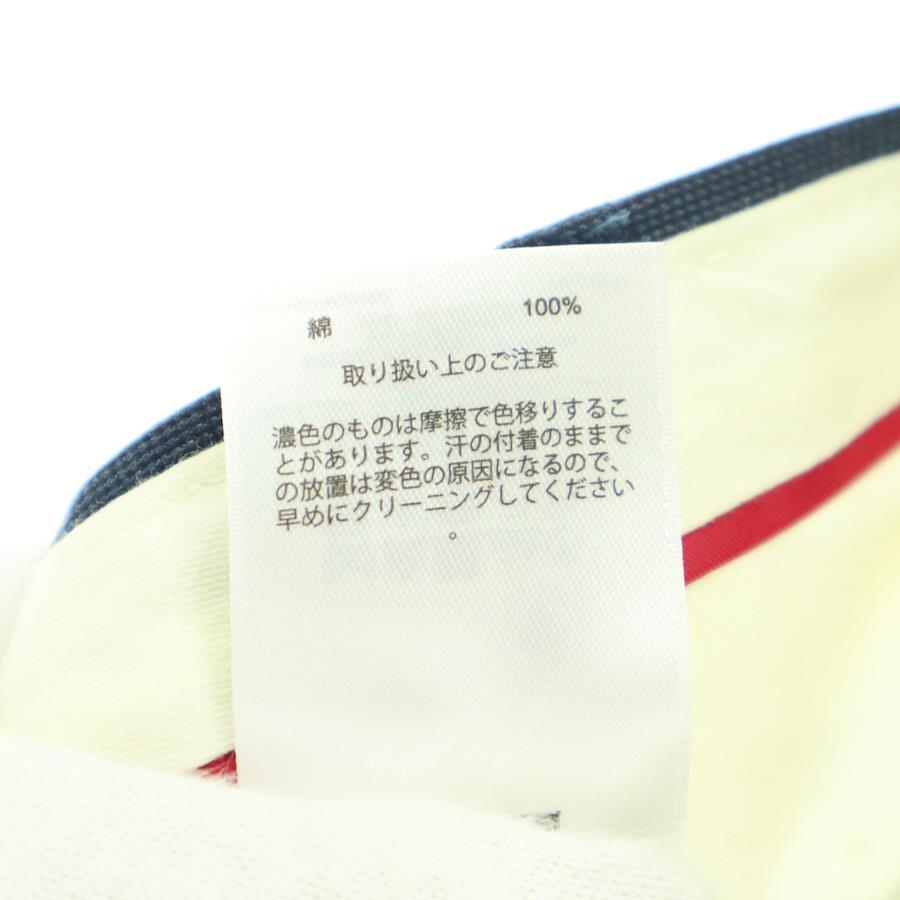 綿 100%
取り扱い上のご注意
濃色のものは摩擦で色移りするこ
とがあります。汗の付着のままで
の放置は変色の原因になるので、
早めにクリーニングしてください
。